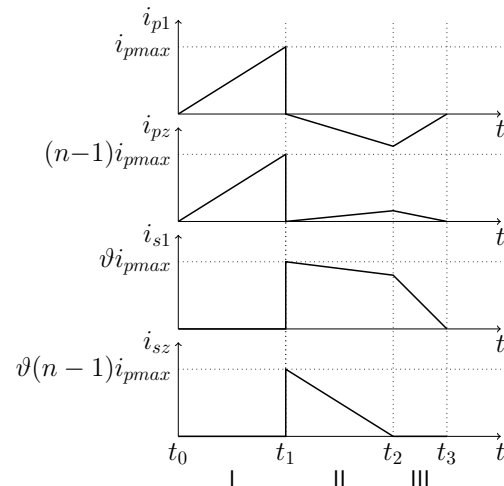 i_{p1}
i_{pmax}
t
i_{pz}
(n−1)i_{pmax}
t
i_{s1}
ϑi_{pmax}
t
i_{sz}
ϑ(n − 1)i_{pmax}
t_0 t_1 t_2 t_3 t
I II III